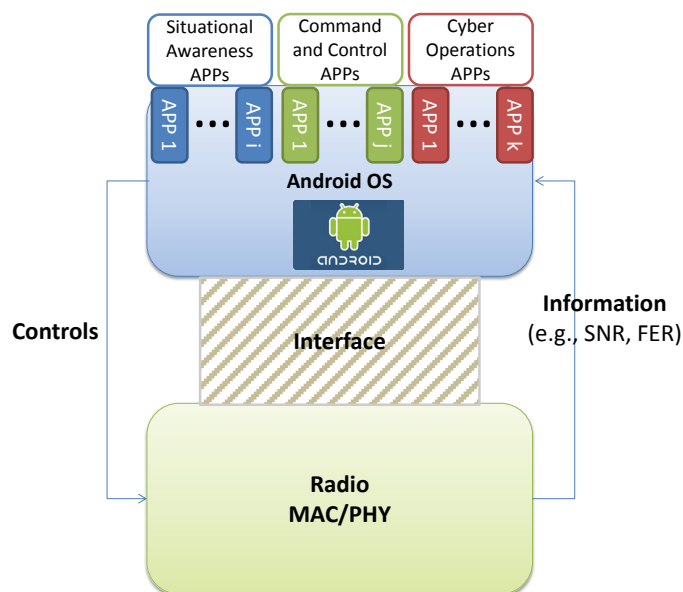 Situational
Awareness
APPs
Command
and Control
APPs
Cyber
Operations
APPs
APP 1
•••
APP i
APP 1
•••
APP j
APP 1
•••
APP k
Android OS
ANDROID
Controls
Interface
Information
(e.g., SNR, FER)
Radio
MAC/PHY